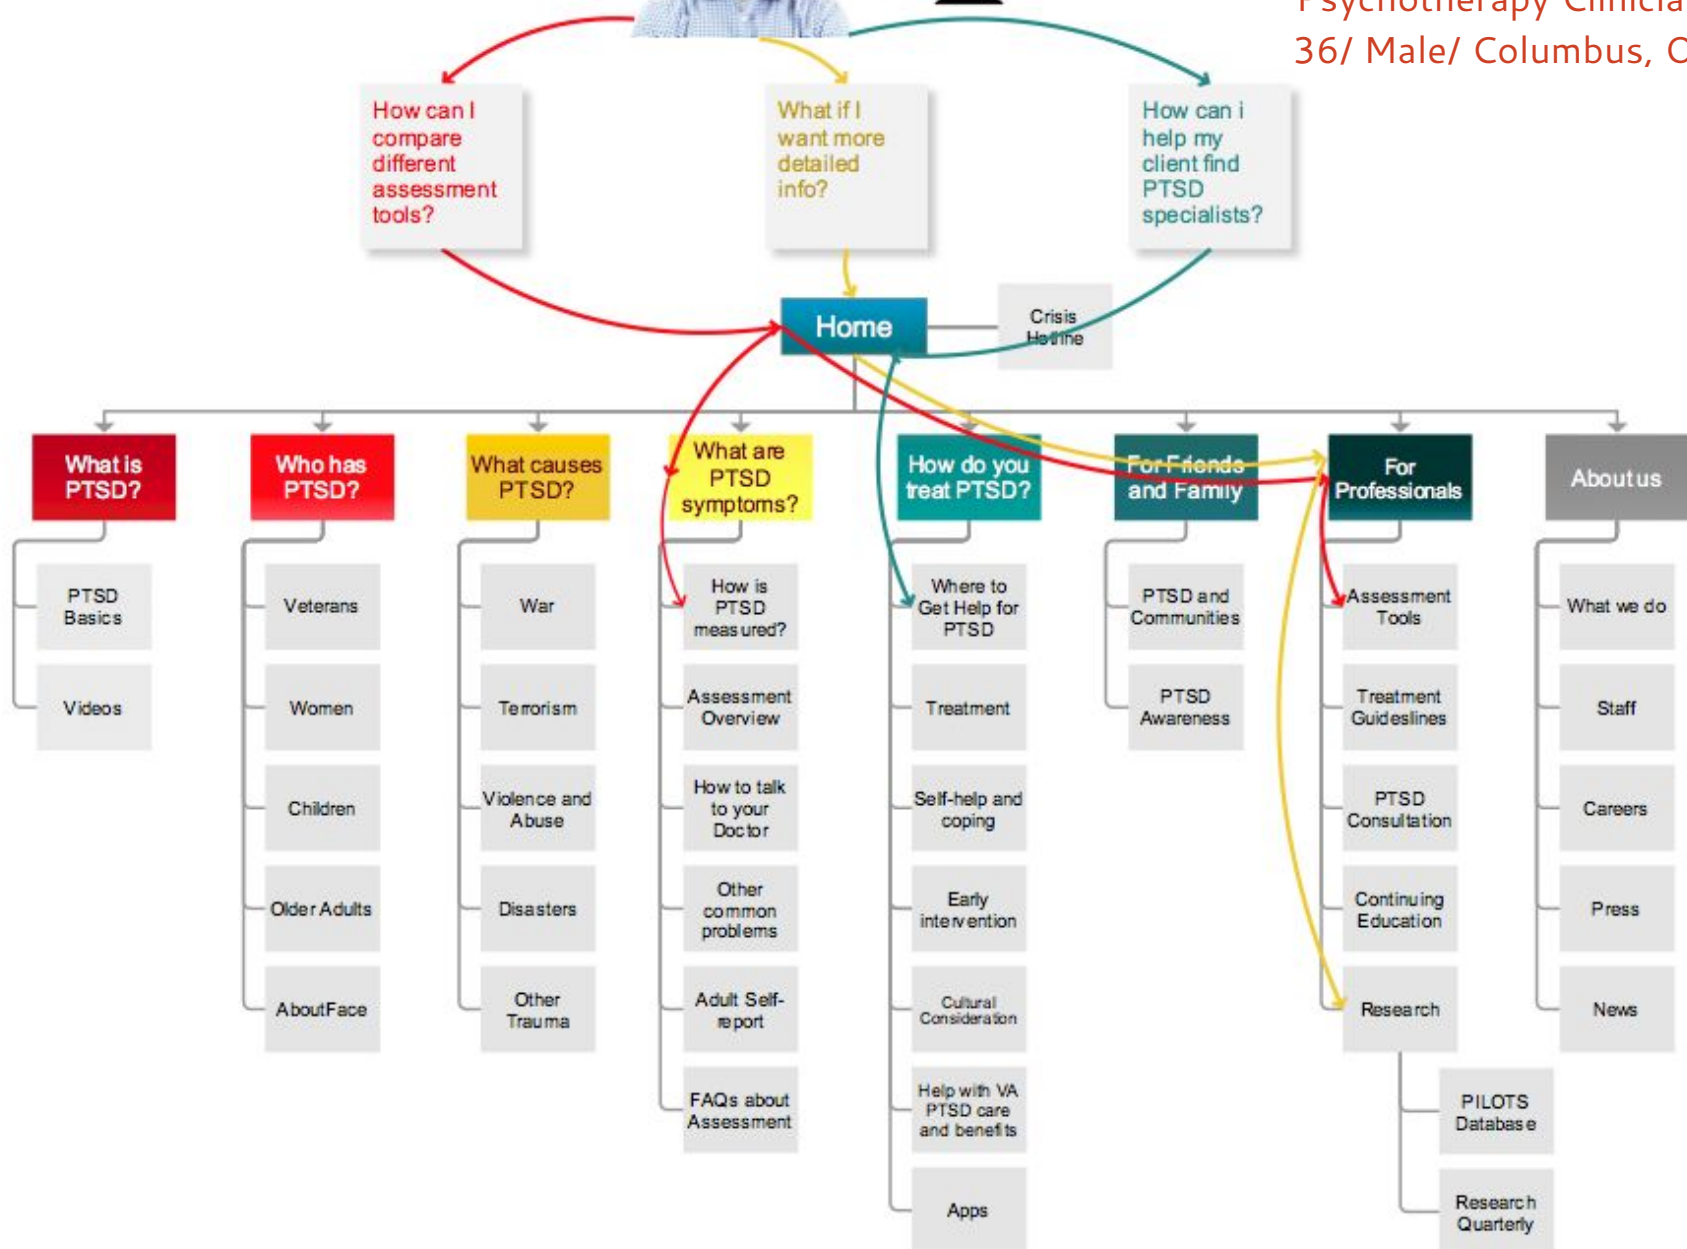 Psychotherapy Clinicia
36/ Male/ Columbus, O
How can I
compare
different
assessment
tools?
What if I
want more
detailed
info?
How can i
help my
client find
PTSD
specialists?
Home
Crisis
Hotline
What is
PTSD?
Who has
PTSD?
What causes
PTSD?
What are
PTSD
symptoms?
How do you
treat PTSD?
For Friends
and Family
For
Professionals
About us
PTSD
Basics
Videos
Veterans
Women
Children
Older Adults
AboutFace
War
Terrorism
Violence and
Abuse
Disasters
Other
Trauma
How is
PTSD
measured?
Assessment
Overview
How to talk
to your
Doctor
Other
common
problems
Adult Self-
report
FAQs about
Assessment
Where to
Get Help for
PTSD
Treatment
Self-help and
coping
Early
intervention
Cultural
Consideration
Help with VA
PTSD care
and benefits
Apps
PTSD and
Communities
PTSD
Awareness
Assessment
Tools
Treatment
Guideslines
PTSD
Consultation
Continuing
Education
Research
PILOTS
Database
Research
Quarterly
What we do
Staff
Careers
Press
News